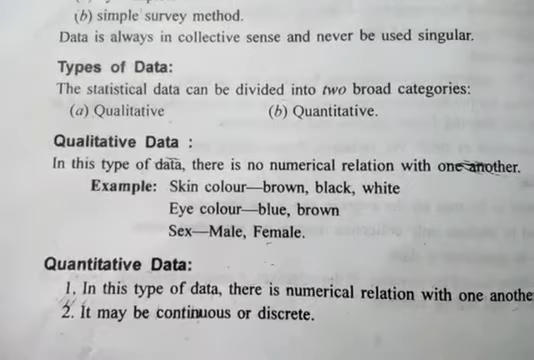 (b) simple survey method.
Data is always in collective sense and never be used singular.
Types of Data:
The statistical data can be divided into two broad categories:
(a) Qualitative (b) Quantitative.
Qualitative Data :
In this type of data, there is no numerical relation with one another.
Example: Skin colour—brown, black, white
Eye colour—blue, brown
Sex—Male, Female.
Quantitative Data:
1. In this type of data, there is numerical relation with one anothe
2. It may be continuous or discrete.